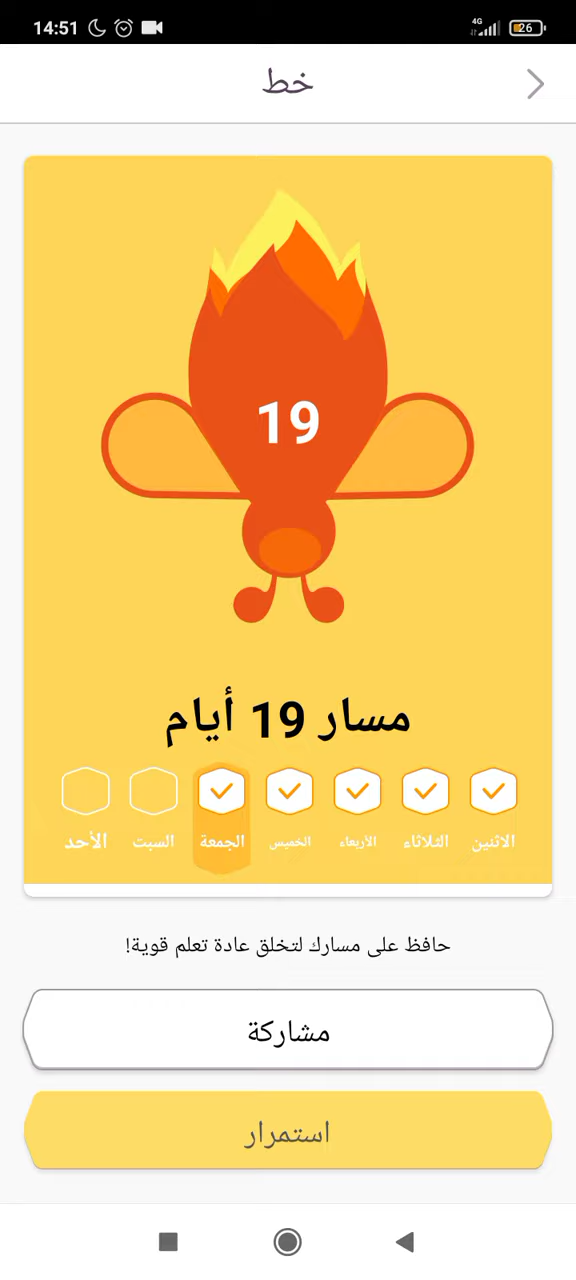 14:51 4G 26
خط
19
مسار 19 أيام
الاثنين الثلاثاء الأربعاء الخميس الجمعة السبت الأحد
حافظ على مسارك لتخلق عادة تعلم قوية!
مشاركة
استمرار